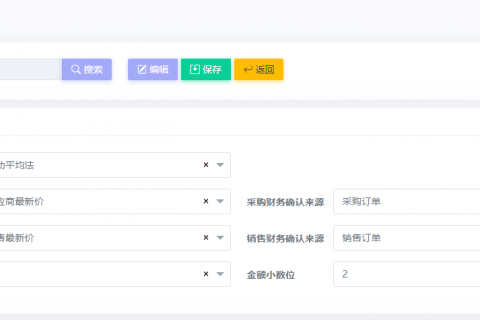 搜索 编辑 保存 返回
动平均法 ×
应商最新价 × 采购财务确认来源 采购订单
售最新价 × 销售财务确认来源 销售订单
× 金额小数位 2